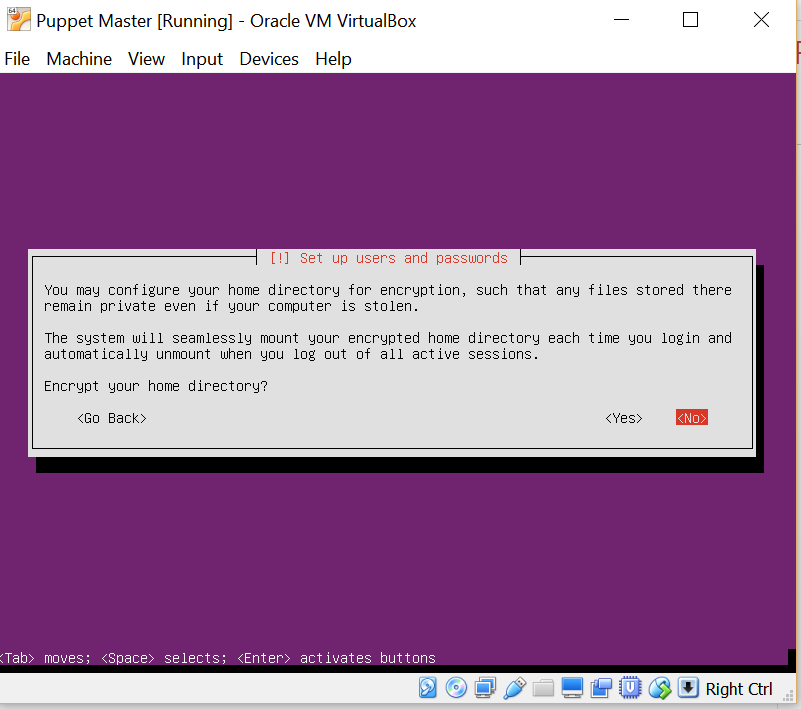 Puppet Master [Running] - Oracle VM VirtualBox
File Machine View Input Devices Help
[!] Set up users and passwords
You may configure your home directory for encryption, such that any files stored there
remain private even if your computer is stolen.
The system will seamlessly mount your encrypted home directory each time you login and
automatically unmount when you log out of all active sessions.
Encrypt your home directory?
<Go Back> <Yes> <No>
<Tab> moves; <Space> selects; <Enter> activates buttons
Right Ctrl